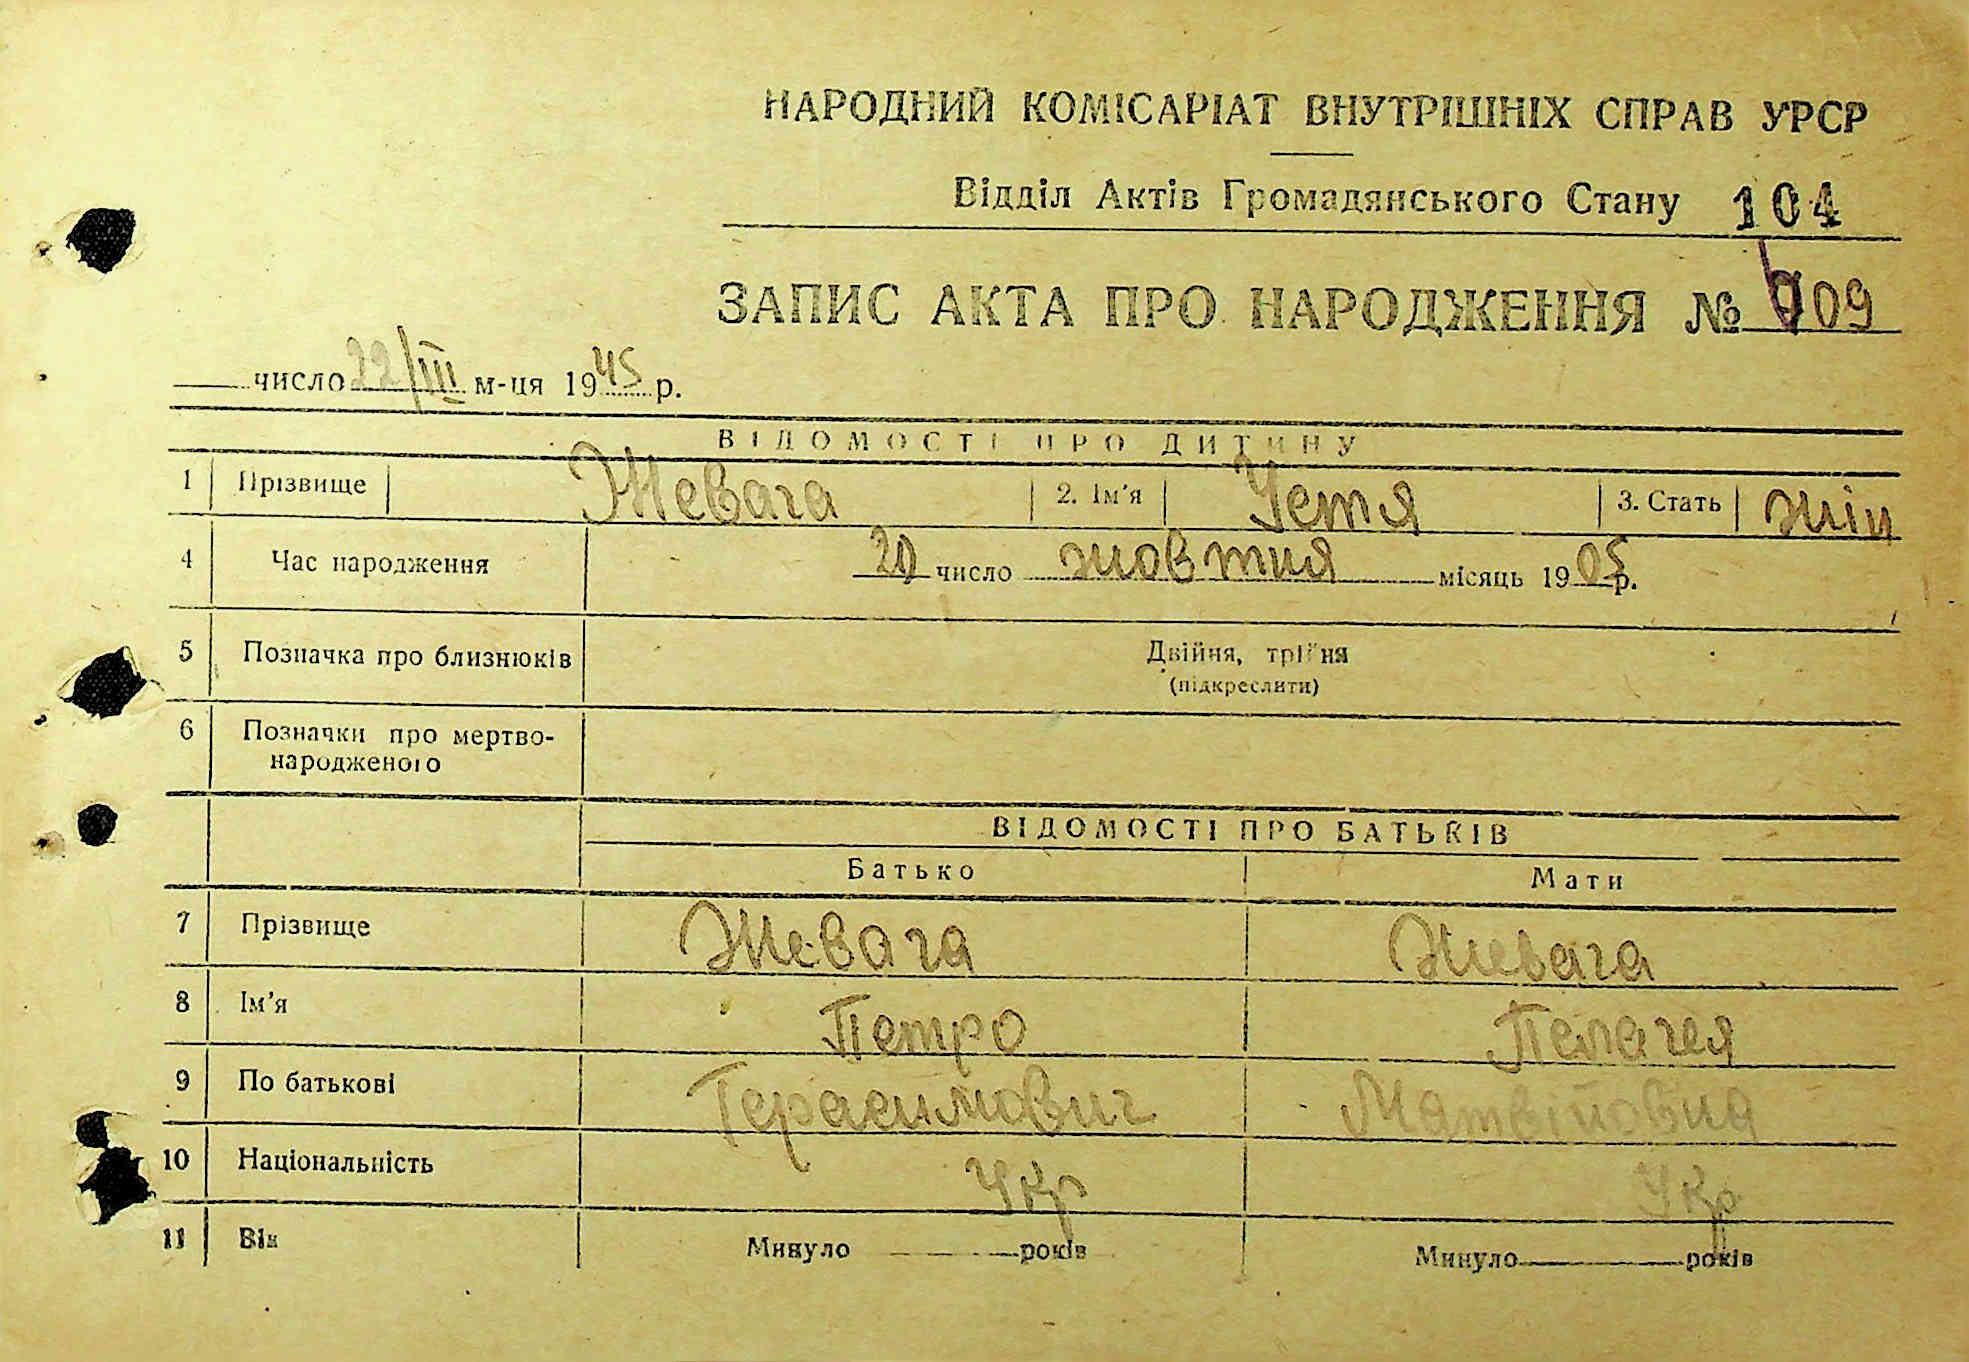 НАРОДНИЙ КОМІСАРІАТ ВНУТРІШНІХ СПРАВ УРСР
Відділ Актів Громадянського Стану 104
ЗАПИС АКТА ПРО НАРОДЖЕННЯ № 09
число 22/III м-ця 1945 р.
ВІДОМОСТІ ПРО ДИТИНУ
1 Прізвище Жевага 2. Ім'я Устя 3. Стать жін
4 Час народження 20 число жовтня місяць 1905 р.
5 Позначка про близнюків Двійня, трійня
(підкреслити)
6 Позначки про мертво-
народженого
ВІДОМОСТІ ПРО БАТЬКІВ
Батько Мати
7 Прізвище Жевага Жевага
8 Ім'я Петро Пелагея
9 По батькові Герасимович Матвійовна
10 Національність Укр Укр
11 Вік Минуло років Минуло років